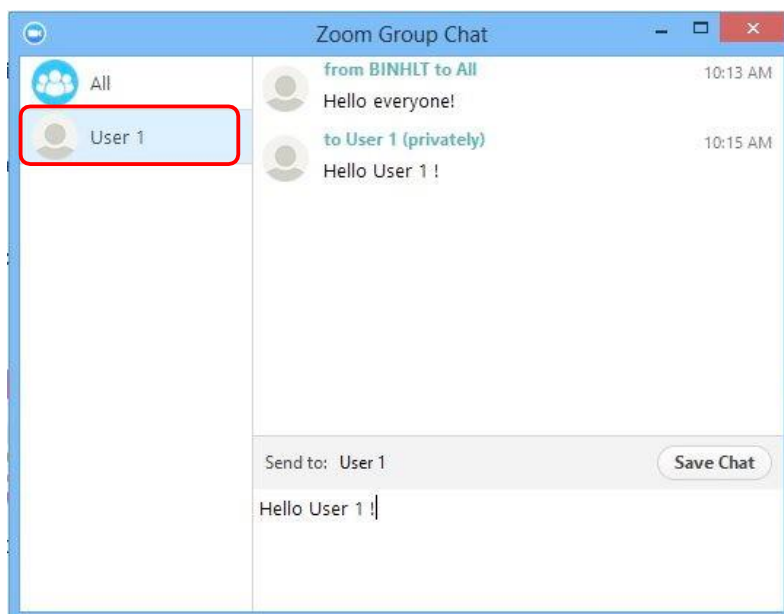 Zoom Group Chat
All
User 1
from BINHLT to All
10:13 AM
Hello everyone!
to User 1 (privately)
10:15 AM
Hello User 1 !
Send to: User 1
Save Chat
Hello User 1 !